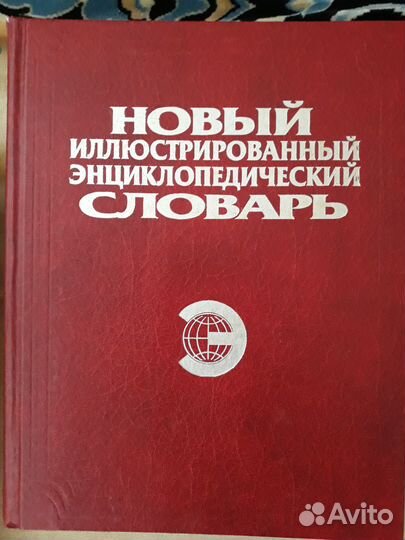 НОВЫЙ
ИЛЛЮСТРИРОВАННЫЙ
ЭНЦИКЛОПЕДИЧЕСКИЙ
СЛОВАРЬ
Э
Avito